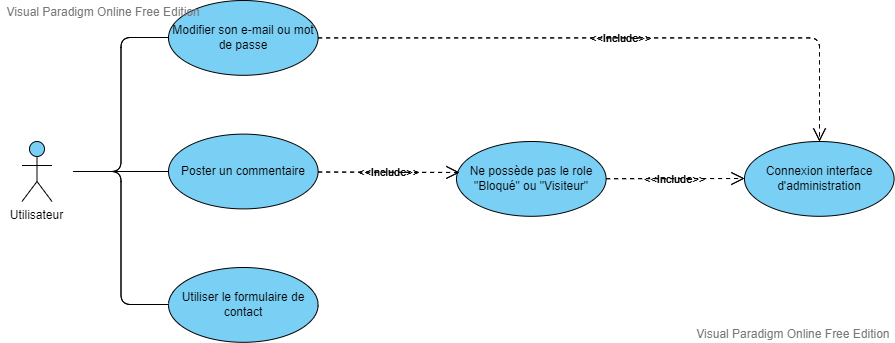 Visual Paradigm Online Free Edition
Modifier son e-mail ou mot
de passe
<<Include>>
Poster un commentaire
<<Include>>
Ne possède pas le role
"Bloqué" ou "Visiteur"
<<Include>>
Connexion interface
d'administration
Utilisateur
Utiliser le formulaire de
contact
Visual Paradigm Online Free Edition